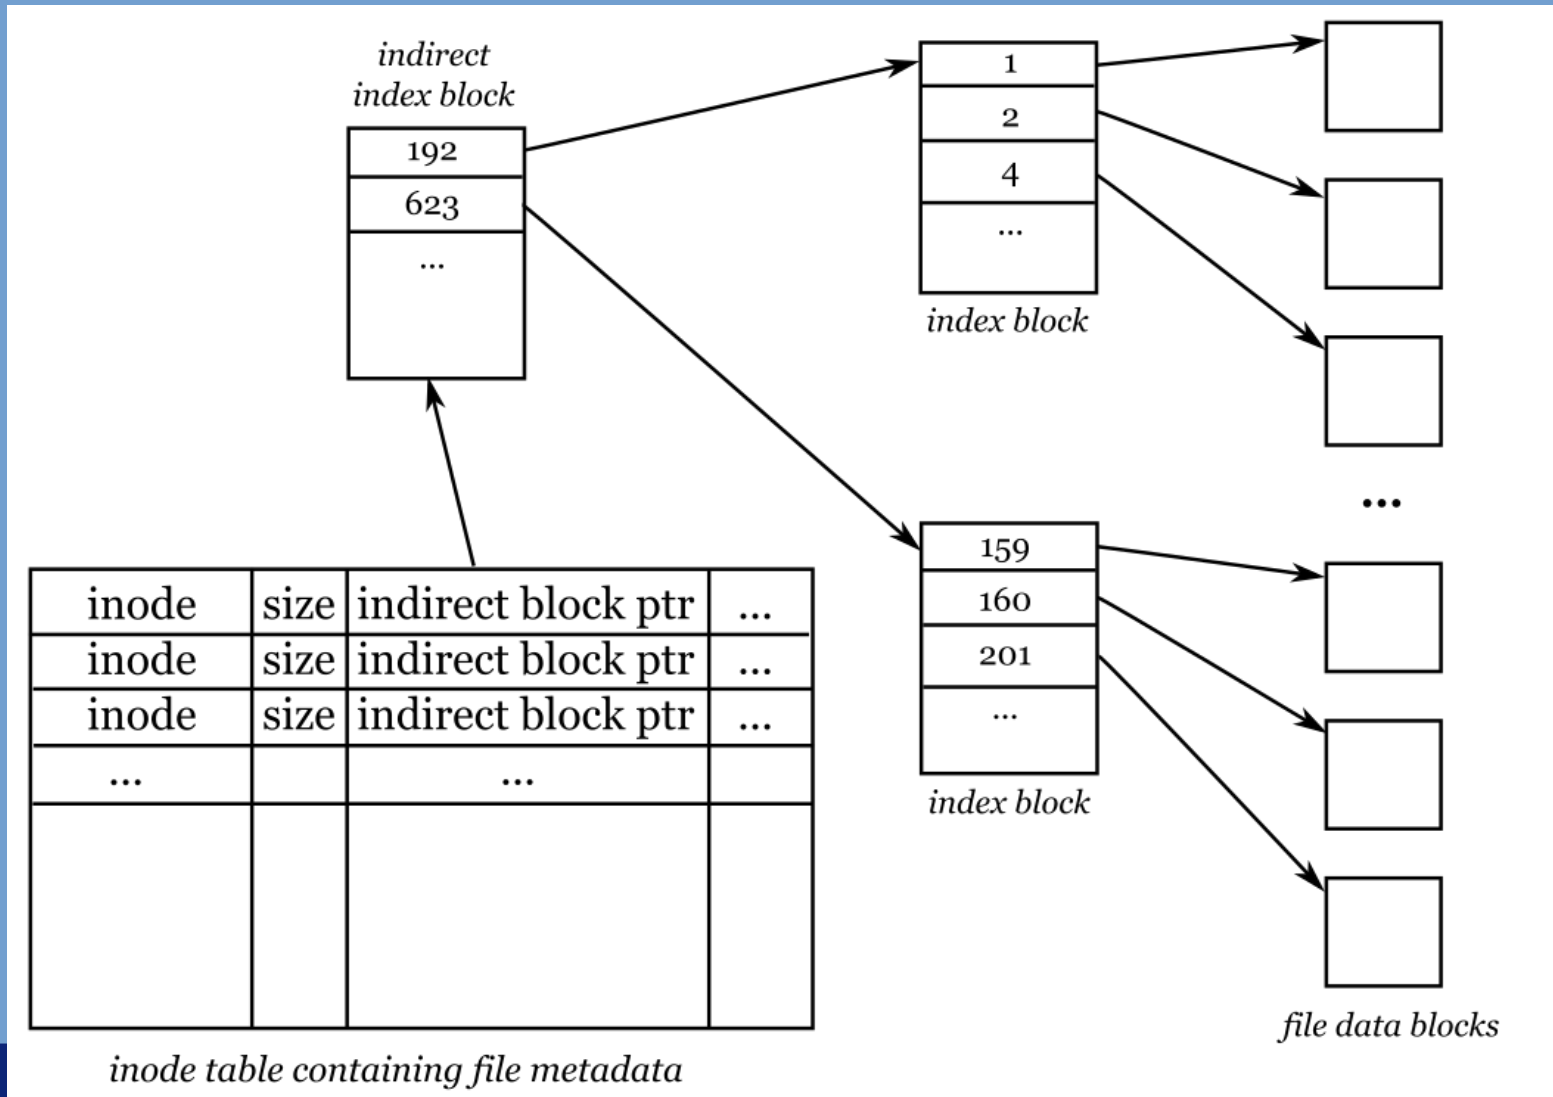 indirect
index block
192
623
...
1
2
4
...
index block
...
159
160
201
...
index block
file data blocks
inode size indirect block ptr ...
inode size indirect block ptr ...
inode size indirect block ptr ...
... ...
inode table containing file metadata